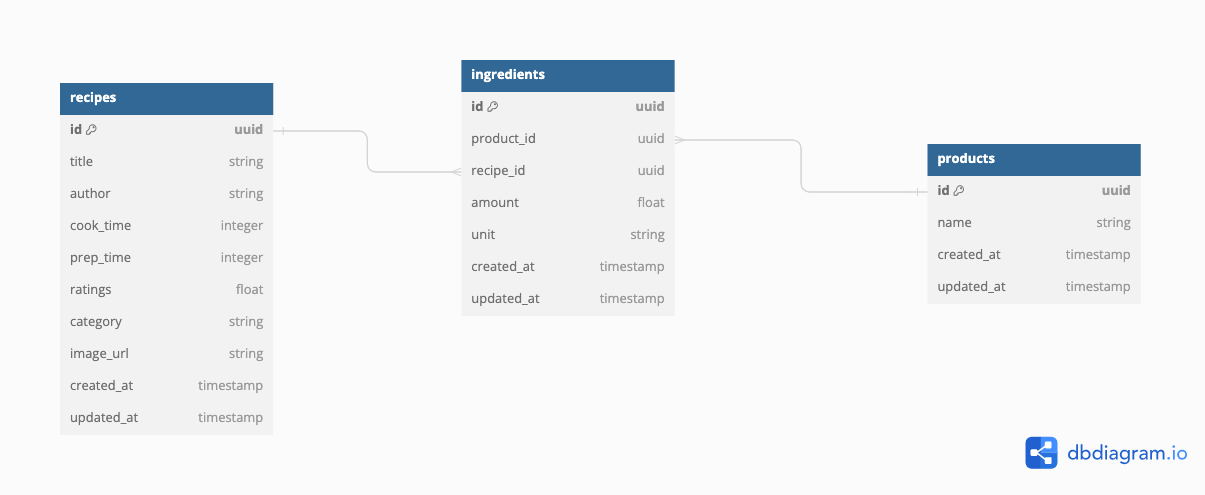 recipes
id uuid
title string
author string
cook_time integer
prep_time integer
ratings float
category string
image_url string
created_at timestamp
updated_at timestamp
ingredients
id uuid
product_id uuid
recipe_id uuid
amount float
unit string
created_at timestamp
updated_at timestamp
products
id uuid
name string
created_at timestamp
updated_at timestamp
dbdiagram.io